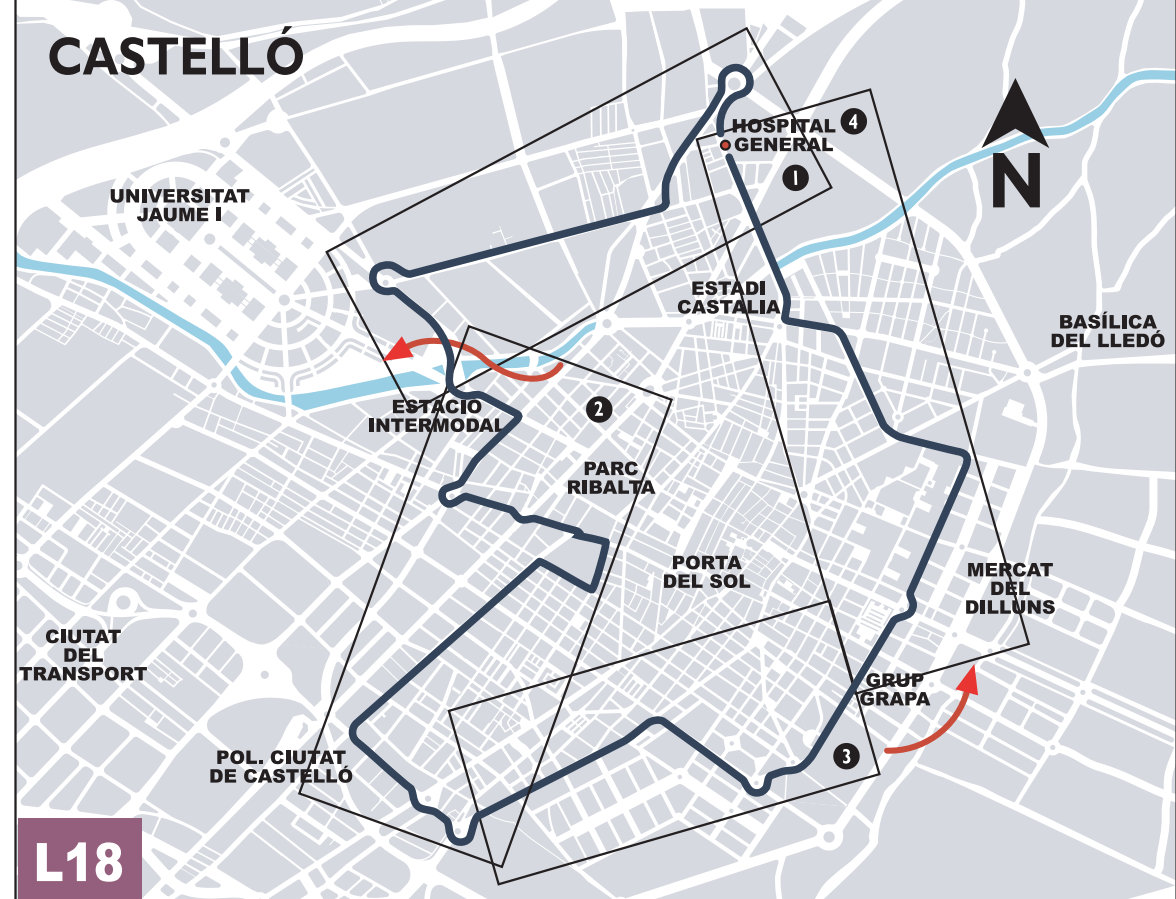 CASTELLÓ
HOSPITAL
GENERAL
4
1
N
UNIVERSITAT
JAUME I
ESTADI
CASTALIA
BASÍLICA
DEL LLEDÓ
ESTACIO
INTERMODAL
2
PARC
RIBALTA
PORTA
DEL SOL
MERCAT
DEL
DILLUNS
CIUTAT
DEL
TRANSPORT
GRUP
GRAPA
3
POL. CIUTAT
DE CASTELLÓ
L18